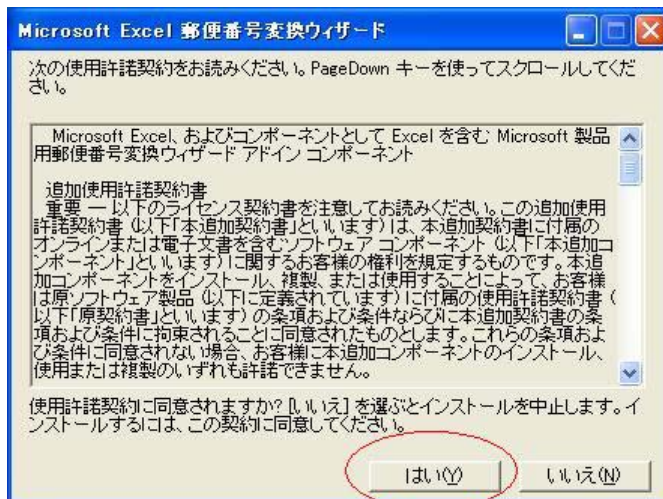 Microsoft Excel 郵便番号変換ウィザード
次の使用許諾契約をお読みください。PageDown キーを使ってスクロールしてくだ
さい。
Microsoft Excel、およびコンポーネントとして Excel を含む Microsoft 製品
用郵便番号変換ウィザード アドイン コンポーネント
追加使用許諾契約書
重要 — 以下のライセンス契約書を注意してお読みください。この追加使用
許諾契約書 (以下「本追加契約書」といいます) は、本追加契約書に付属の
オンラインまたは電子文書を含むソフトウェア コンポーネント (以下「本追加コ
ンポーネント」といいます) に関するお客様の権利を規定するものです。本追
加コンポーネントをインストール、複製、または使用することによって、お客様
は原ソフトウェア製品 (以下に定義されています) に付属の使用許諾契約書 (
以下「原契約書」といいます) の条項および条件ならびに本追加契約書の条
項および条件に拘束されることに同意されたものとします。これらの条項およ
び条件に同意されない場合、お客様に本追加コンポーネントのインストール、
使用または複製のいずれも許諾できません。
使用許諾契約に同意されますか? [いいえ] を選ぶとインストールを中止します。イ
ンストールするには、この契約に同意してください。
はい(Y)
いいえ(N)